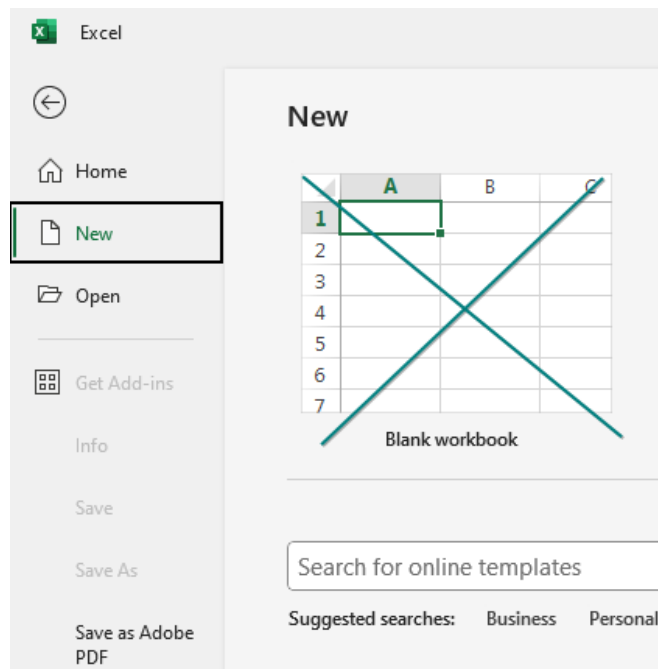 Excel
New
Home
New
Open
Get Add-ins
Info
Save
Save As
Save as Adobe
PDF
A B C
1
2
3
4
5
6
7
Blank workbook
Search for online templates
Suggested searches: Business Personal